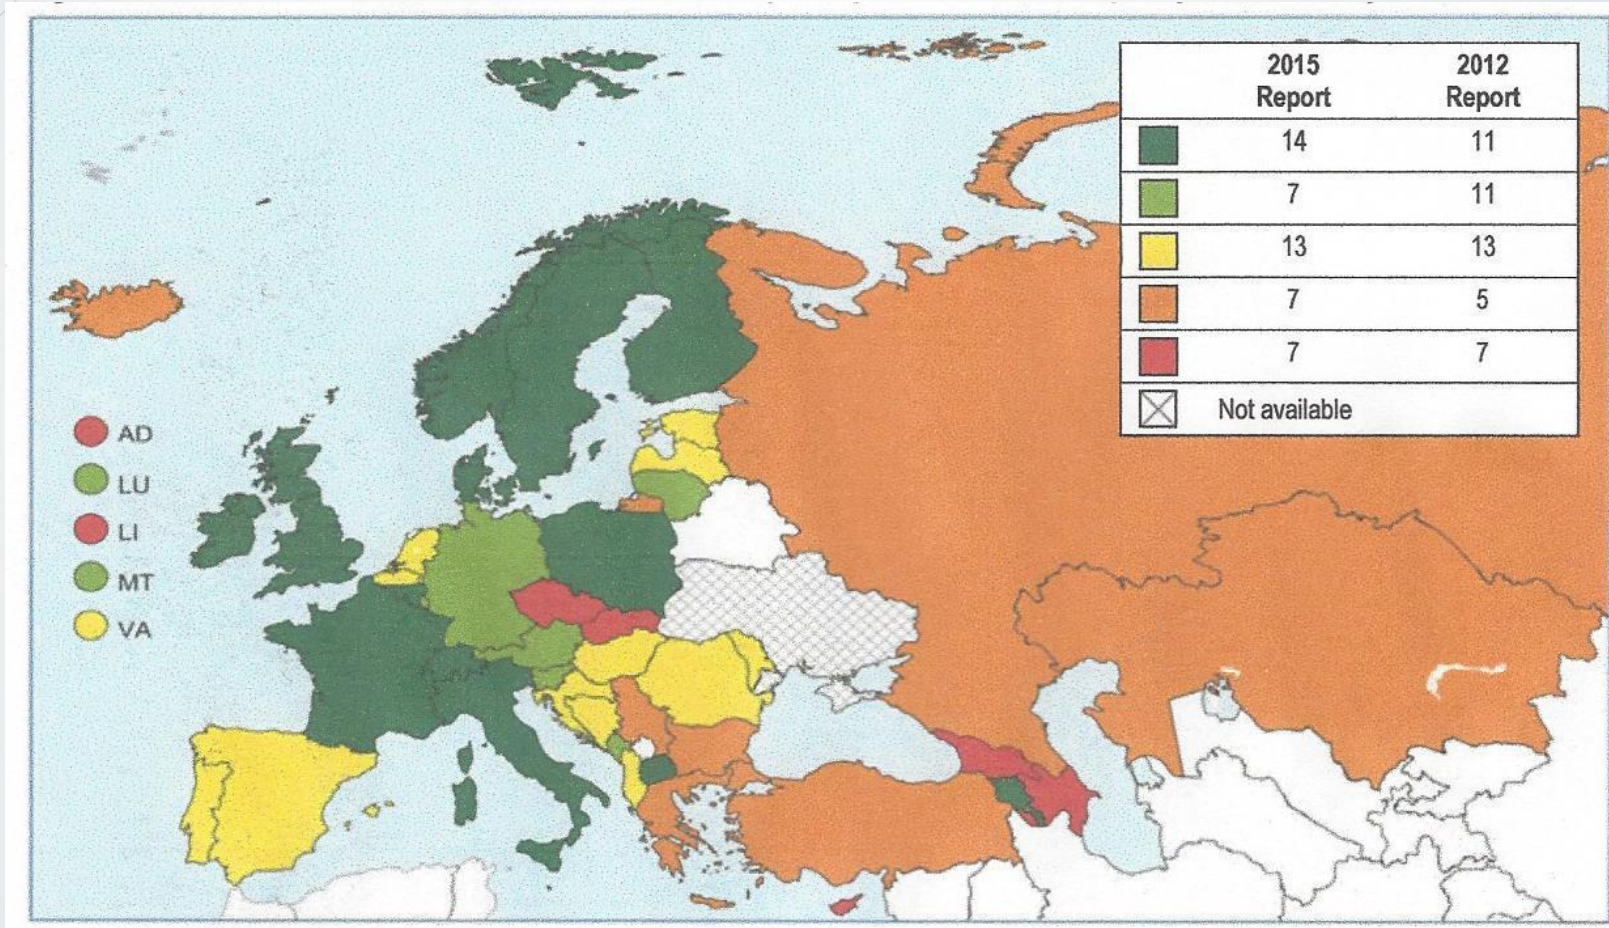 2015 2012
Report Report
14 11
7 11
13 13
7 5
7 7
Not available
AD
LU
LI
MT
VA